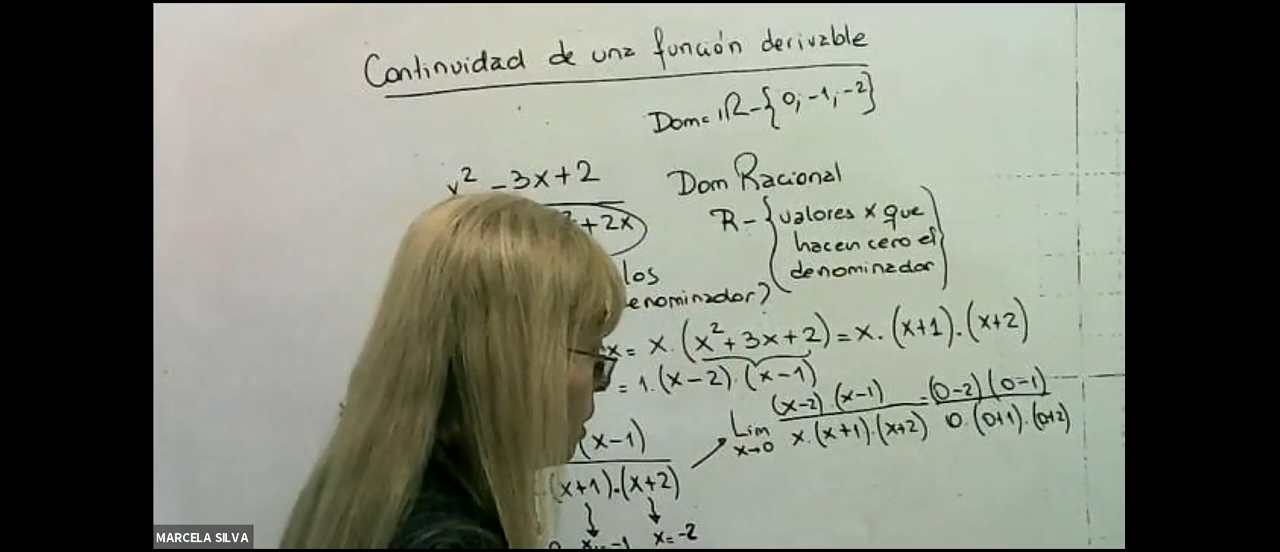 Continuidad de una función derivable
Dom= ℝ-{0;-1;-2}
x² -3x+2
Dom Racional
² +2x
R-{valores x que
hacen cero el
denominador}
los
enominador?
x= x.(x²+3x+2)=x.(x+1).(x+2)
=1.(x-2).(x-1)
(x-1)
(x+1).(x+2)
Lim x→0 (x-2).(x-1) / x.(x+1).(x+2) = (0-2)(0-1) / 0.(0+1).(0+2)
x=-1 x=-2
MARCELA SILVA